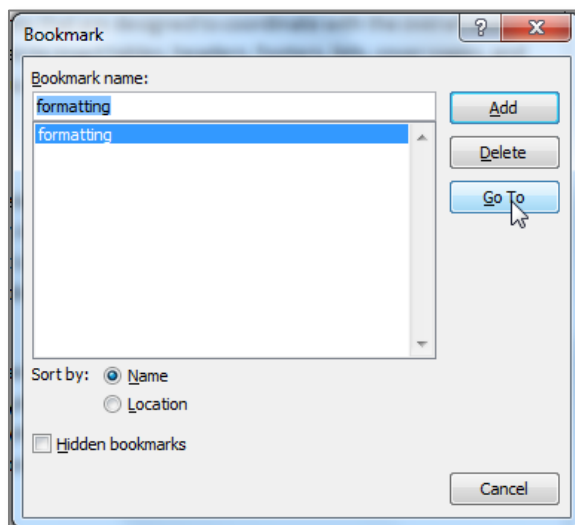 Bookmark
?
X
Bookmark name:
formatting
Add
formatting
Delete
Go To
Sort by:
Name
Location
Hidden bookmarks
Cancel